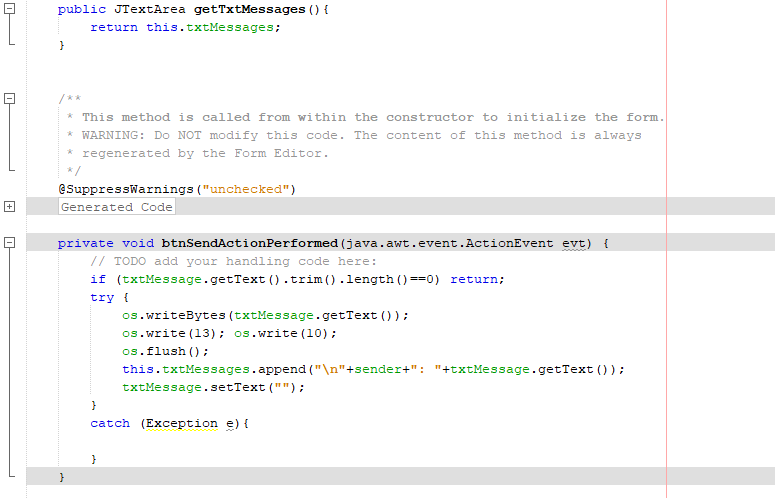 public JTextArea getTxtMessages(){
return this.txtMessages;
}
/**
* This method is called from within the constructor to initialize the form.
* WARNING: Do NOT modify this code. The content of this method is always
* regenerated by the Form Editor.
*/
@SuppressWarnings("unchecked")
Generated Code
private void btnSendActionPerformed(java.awt.event.ActionEvent evt) {
// TODO add your handling code here:
if (txtMessage.getText().trim().length()==0) return;
try {
os.writeBytes(txtMessage.getText());
os.write(13); os.write(10);
os.flush();
this.txtMessages.append("\n"+sender+": "+txtMessage.getText());
txtMessage.setText("");
}
catch (Exception e){
}
}